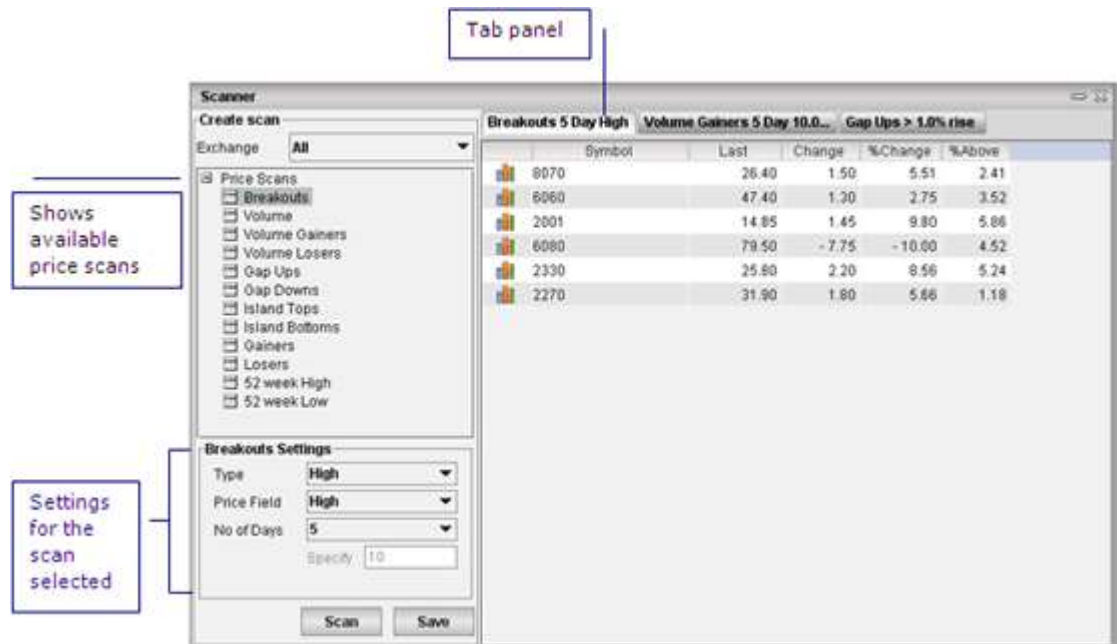 Tab panel
Scanner
Create scan
Exchange All
Price Scans
Breakouts
Volume
Volume Gainers
Volume Losers
Gap Ups
Gap Downs
Island Tops
Island Bottoms
Gainers
Losers
52 week High
52 week Low
Shows
available
price scans
Breakouts Settings
Type High
Price Field High
No of Days 5
Specify 10
Settings
for the
scan
selected
Scan Save
Breakouts 5 Day High Volume Gainers 5 Day 10.0... Gap Ups > 1.0% rise
Symbol Last Change %Change %Above
8070 26.40 1.50 5.51 2.41
6060 47.40 1.30 2.75 3.52
2001 14.85 1.45 9.80 5.86
6080 79.50 - 7.75 - 10.00 4.52
2330 25.80 2.20 8.56 5.24
2270 31.90 1.80 5.66 1.18